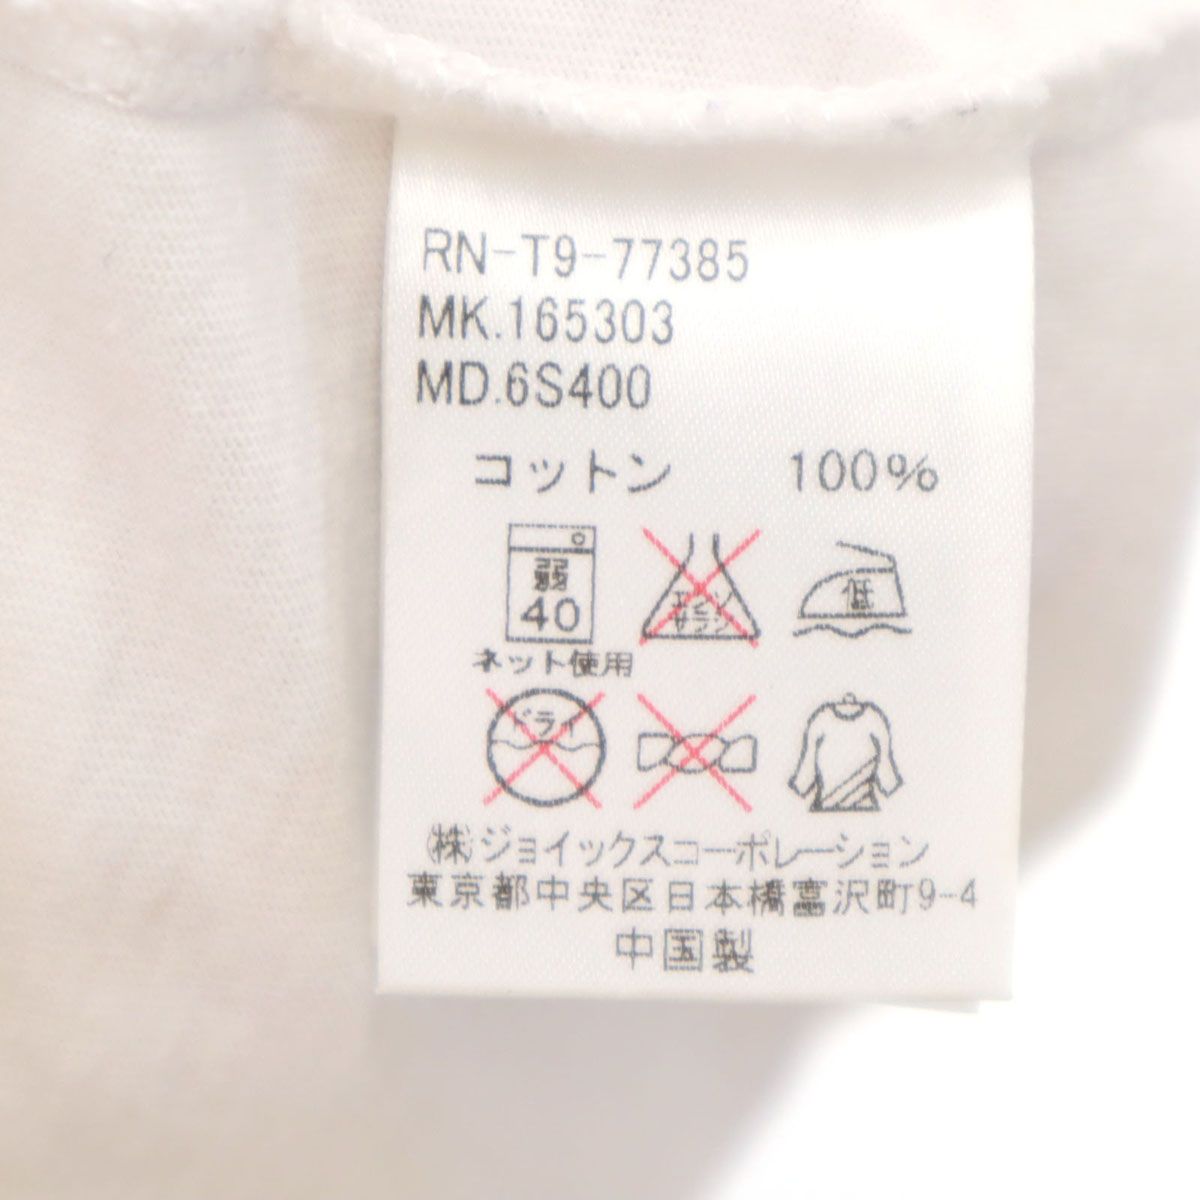 RN-T9-77385
MK.165303
MD.6S400
コットン 100%
弱
40
エンソ
サラシ
低
ネット使用
ドライ
(株)ジョイックスコーポレーション
東京都中央区日本橋富沢町9-4
中国製